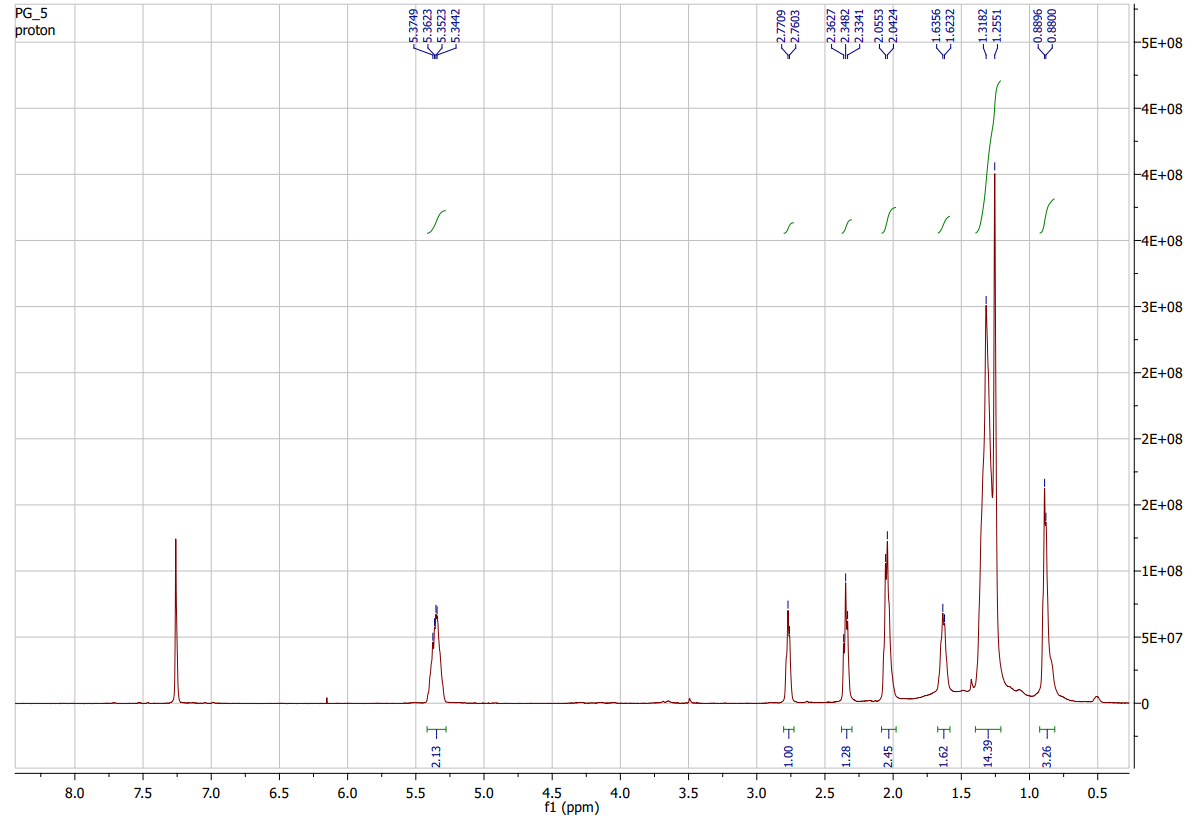 PG_5
proton
5.3749
5.3623
5.3523
5.3442
2.7709
2.7603
2.3627
2.3482
2.3341
2.0553
2.0424
1.6356
1.6232
1.3182
1.2551
0.8896
0.8800
5E+08
4E+08
4E+08
4E+08
3E+08
2E+08
2E+08
2E+08
1E+08
5E+07
0
2.13
1.00
1.28
2.45
1.62
14.39
3.26
8.0 7.5 7.0 6.5 6.0 5.5 5.0 4.5 4.0 3.5 3.0 2.5 2.0 1.5 1.0 0.5
f1 (ppm)